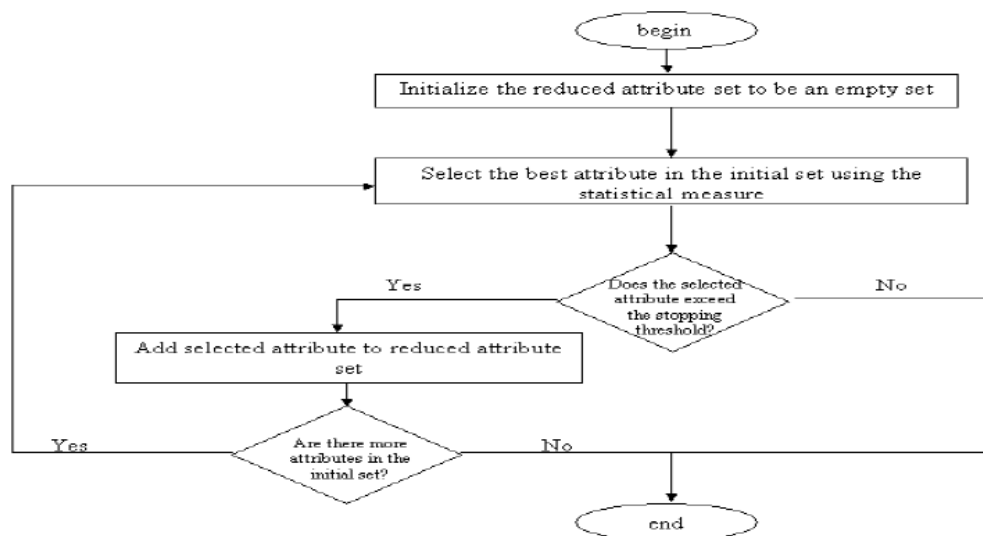 begin
Initialize the reduced attribute set to be an empty set
Select the best attribute in the initial set using the
statistical measure
Does the selected
attribute exceed
the stopping
threshold?
Yes
No
Add selected attribute to reduced attribute
set
Are there more
attributes in the
initial set?
Yes
No
end